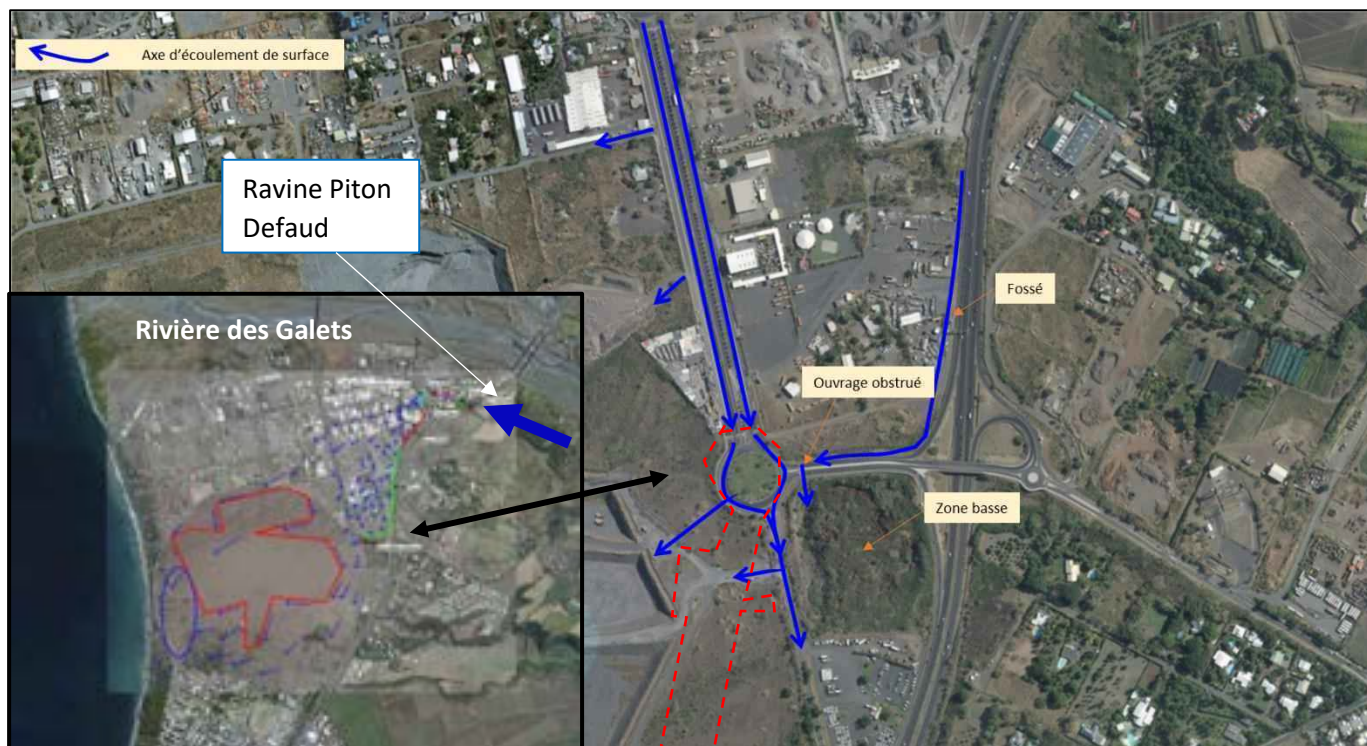 Axe d'écoulement de surface
Ravine Piton
Defaud
Rivière des Galets
Fossé
Ouvrage obstrué
Zone basse